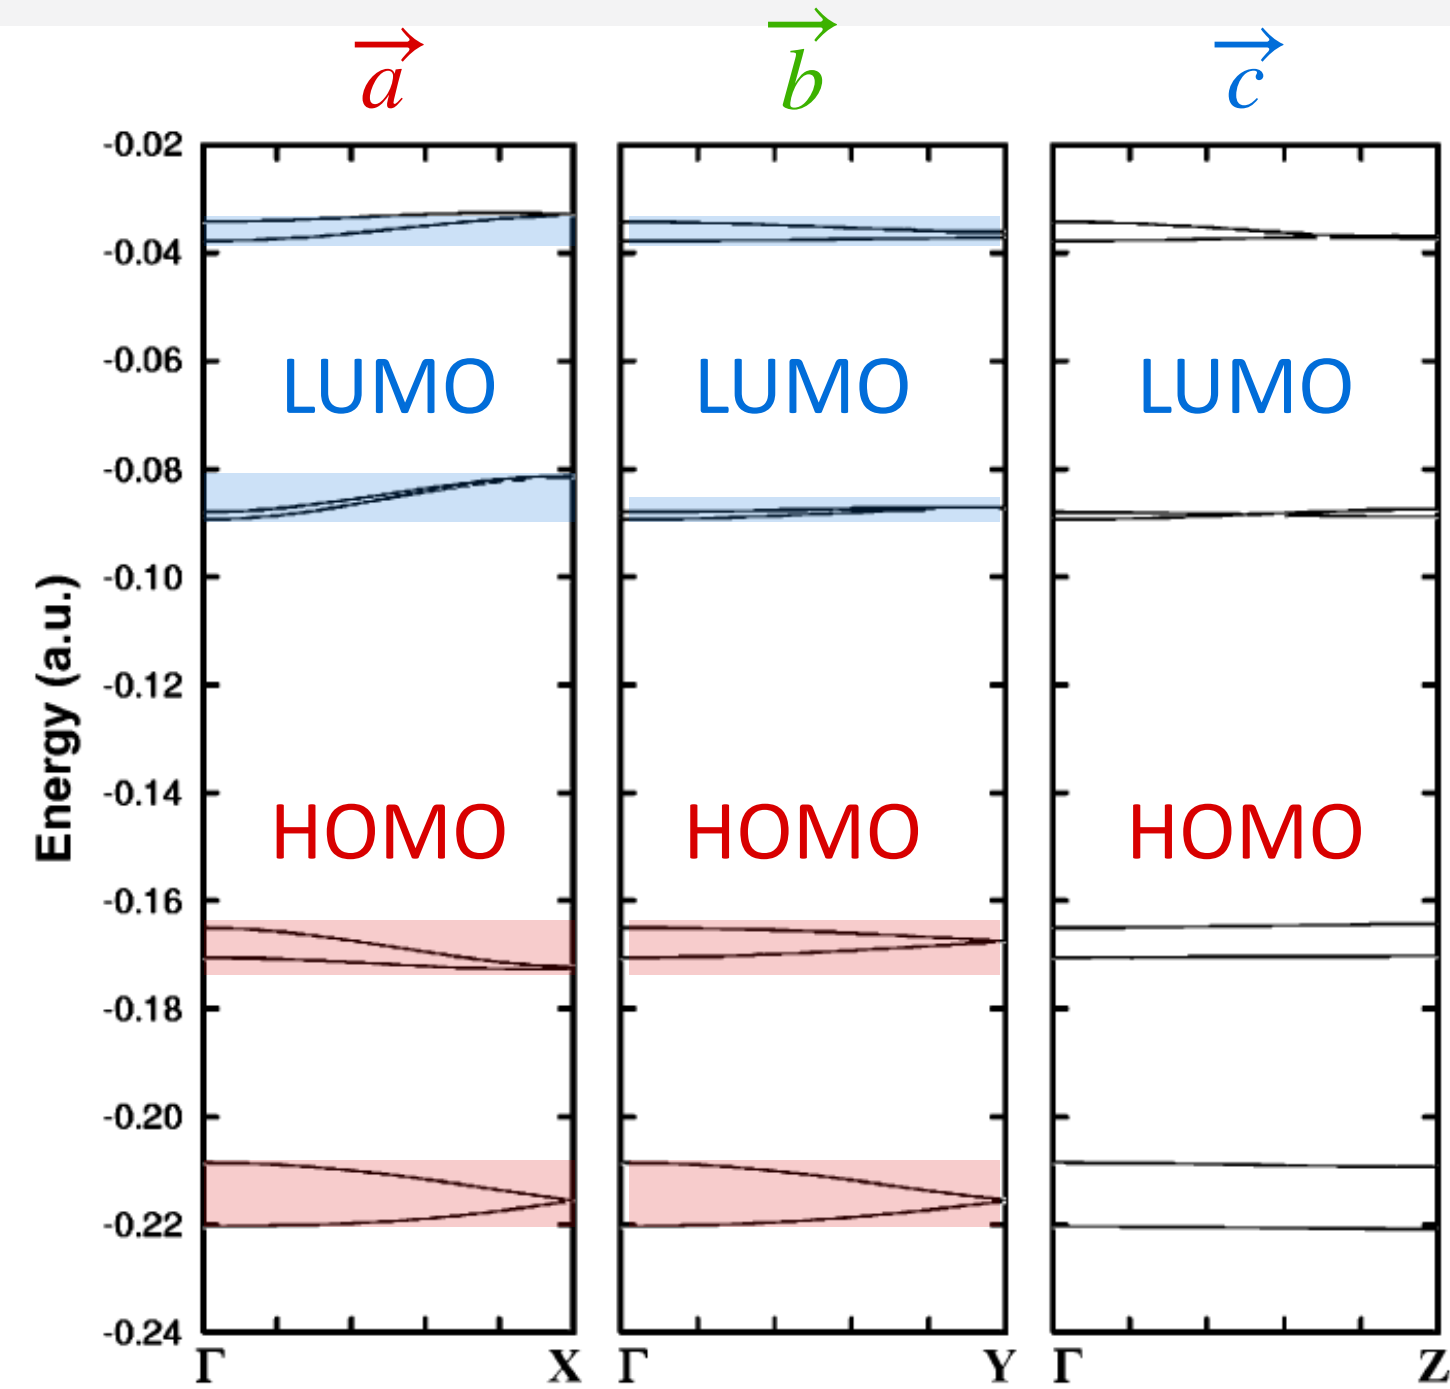 a b c
-0.02
-0.04
-0.06
LUMO LUMO LUMO
-0.08
-0.10
-0.12
-0.14
HOMO HOMO HOMO
-0.16
-0.18
-0.20
-0.22
-0.24
Energy (a.u.)
Γ X Γ Y Γ Z